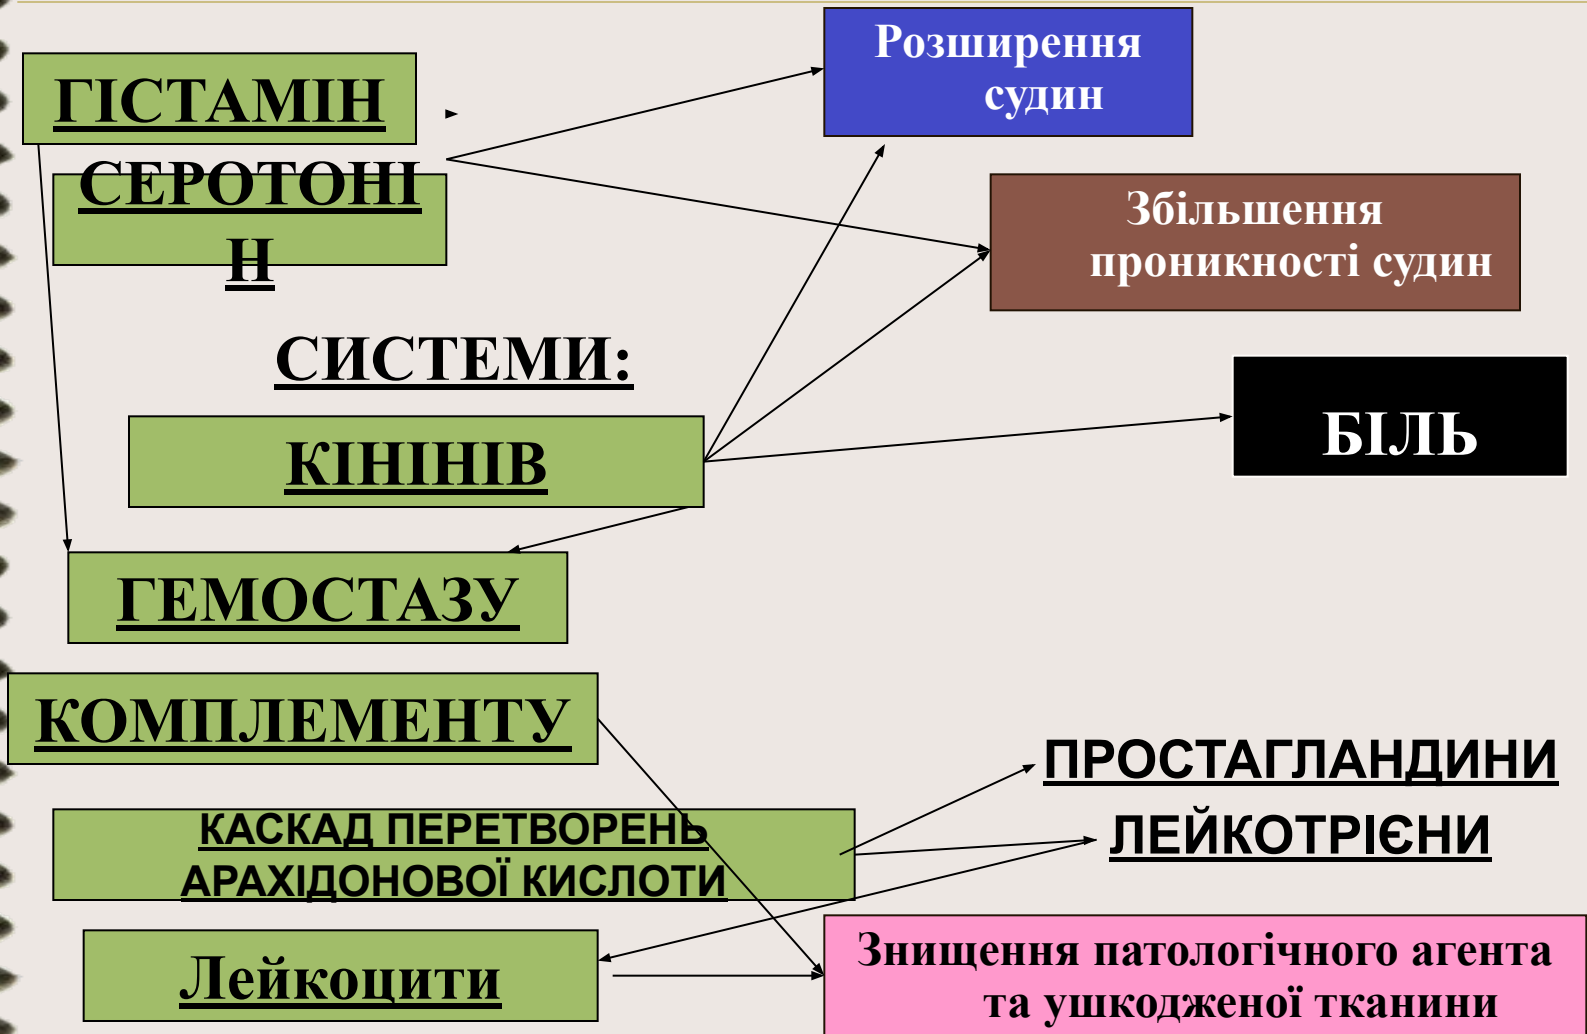 ГІСТАМІН
СЕРОТОНІ
Н
Розширення
судин
Збільшення
проникності судин
СИСТЕМИ:
КІНІНІВ
БІЛЬ
ГЕМОСТАЗУ
КОМПЛЕМЕНТУ
ПРОСТАГЛАНДИНИ
ЛЕЙКОТРІЄНИ
КАСКАД ПЕРЕТВОРЕНЬ
АРАХІДОНОВОЇ КИСЛОТИ
Лейкоцити
Знищення патологічного агента
та ушкодженої тканини